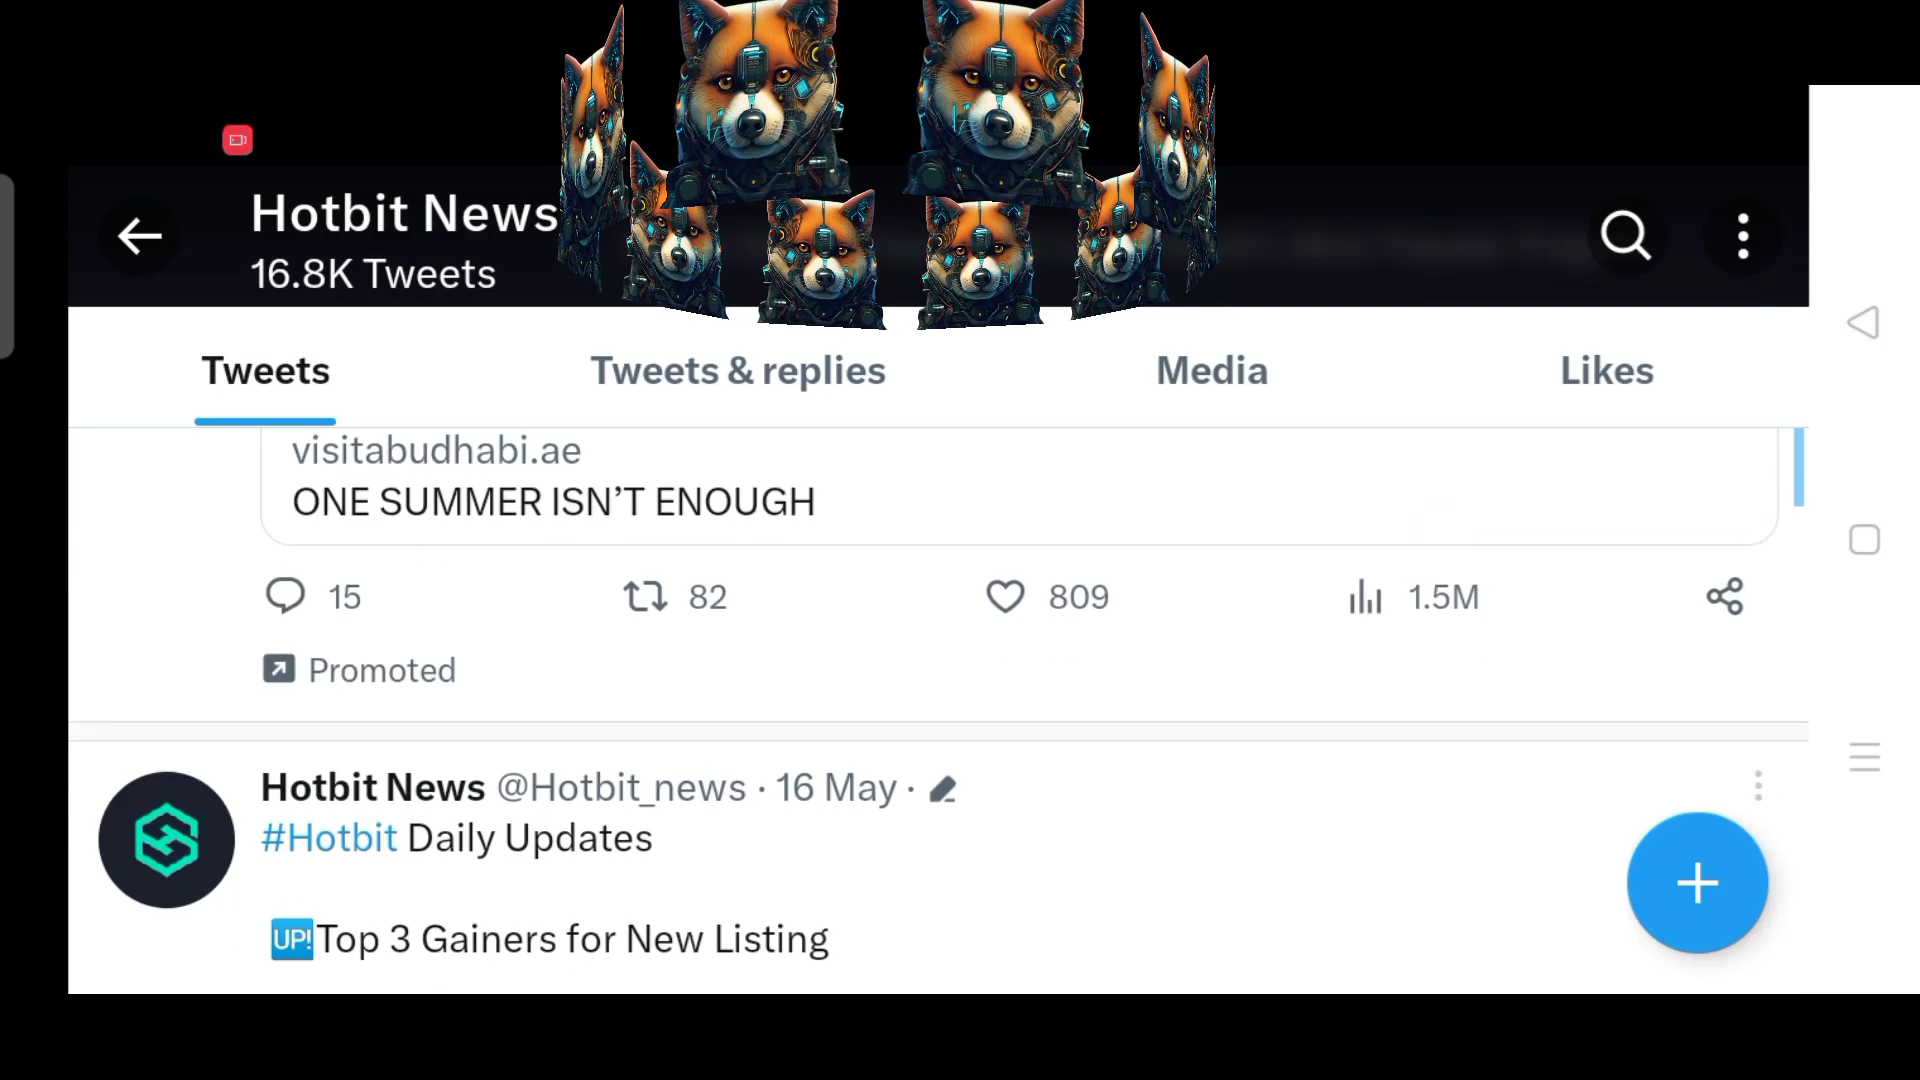 Hotbit News
16.8K Tweets
Tweets
Tweets & replies
Media
Likes
visitabudhabi.ae
ONE SUMMER ISN’T ENOUGH
15
82
809
1.5M
Promoted
Hotbit News @Hotbit_news · 16 May ·
#Hotbit Daily Updates
UP! Top 3 Gainers for New Listing